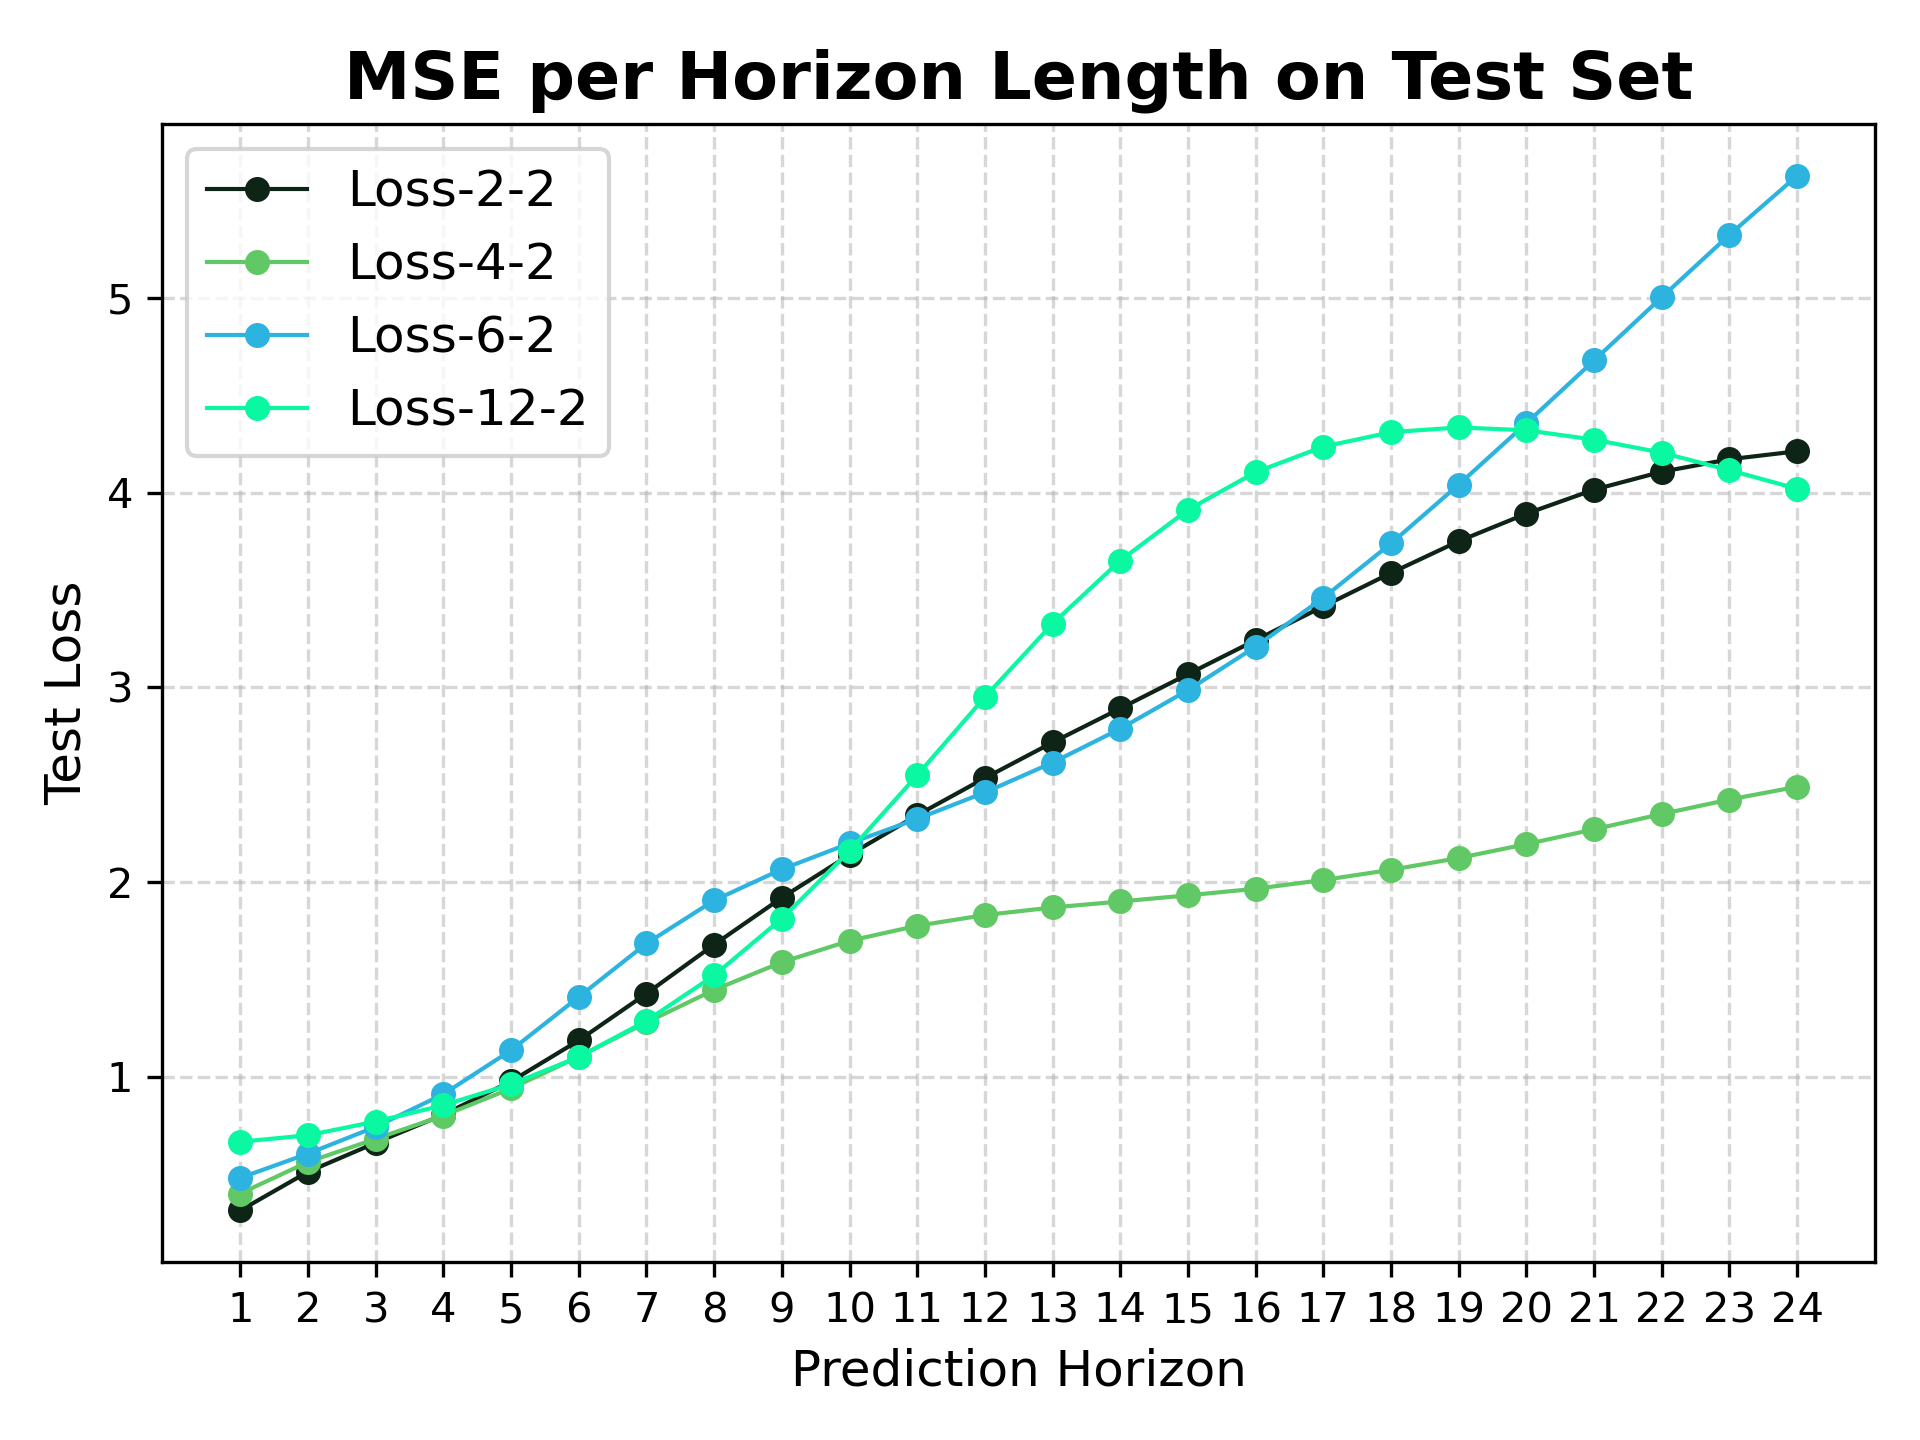 MSE per Horizon Length on Test Set
Loss-2-2
Loss-4-2
Loss-6-2
Loss-12-2
5
4
3
2
1
Test Loss
1 2 3 4 5 6 7 8 9 10 11 12 13 14 15 16 17 18 19 20 21 22 23 24
Prediction Horizon